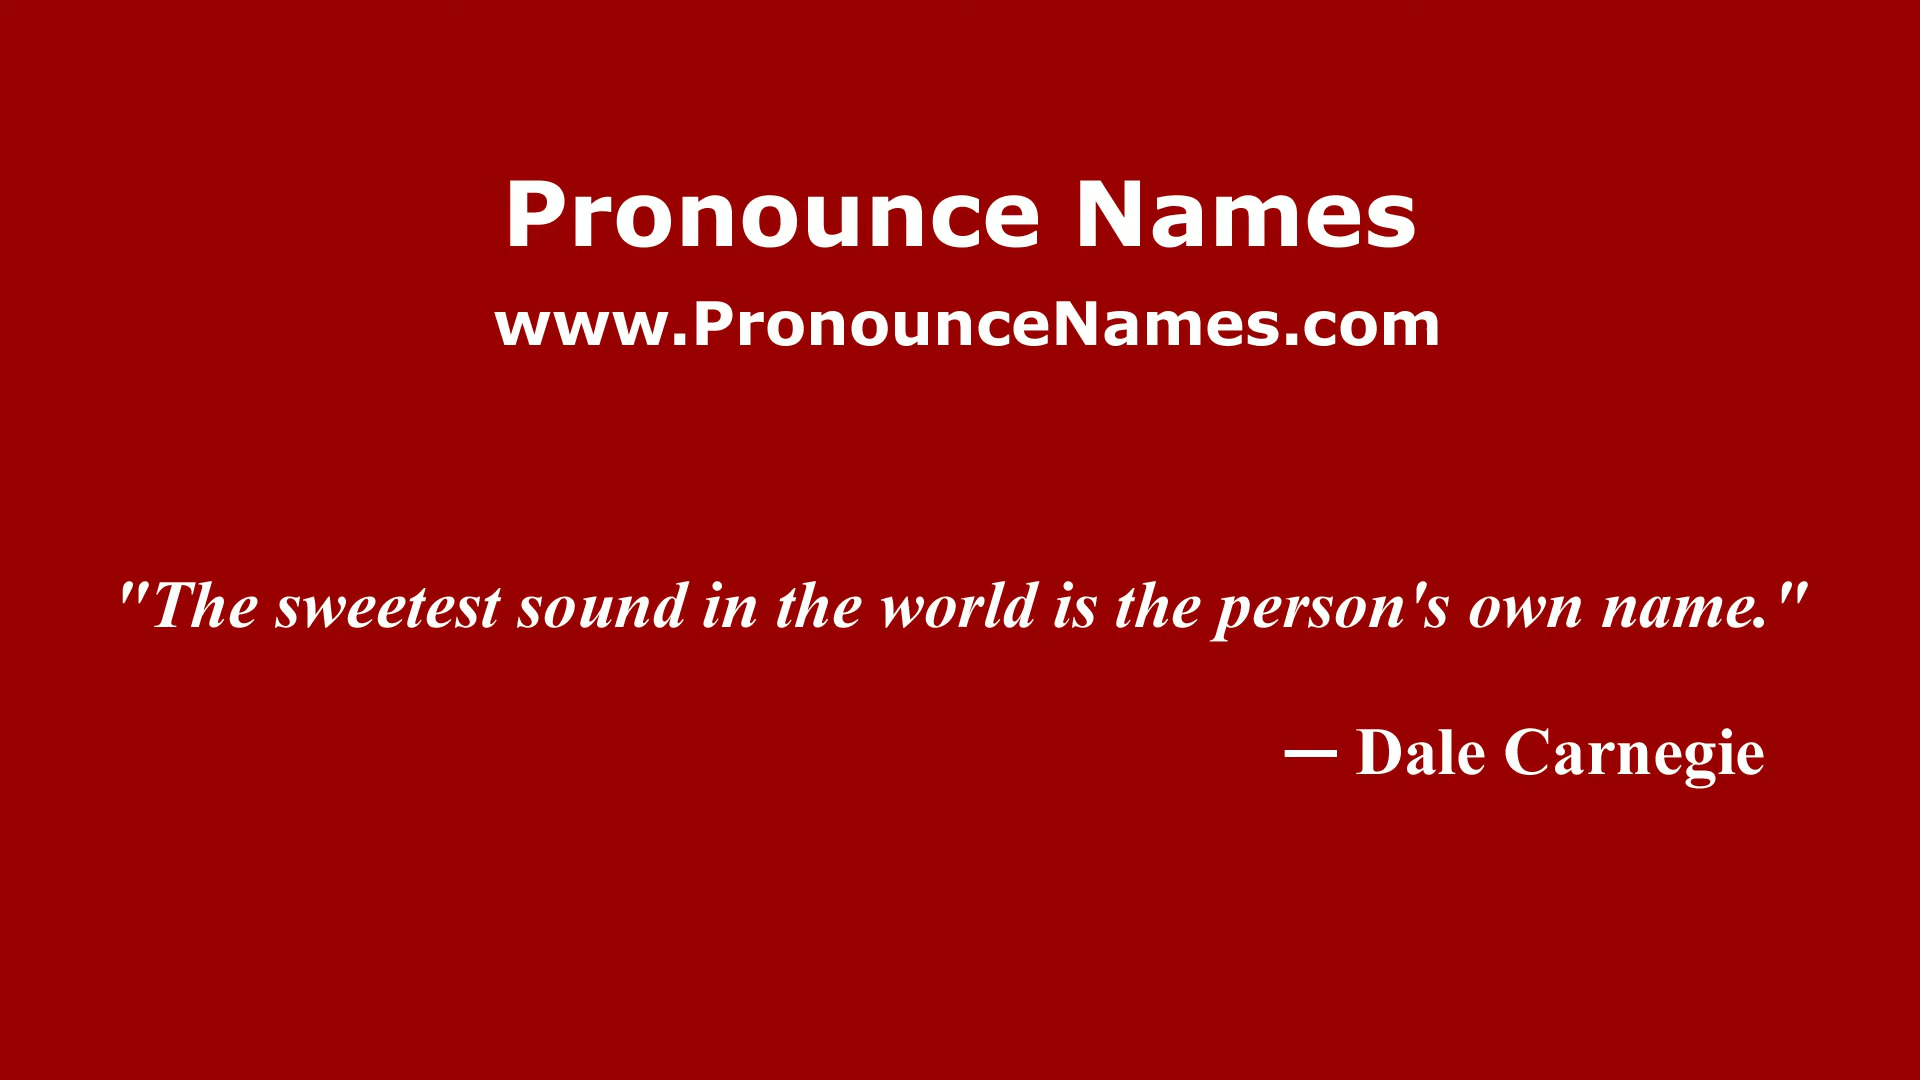 Pronounce Names
www.PronounceNames.com
"The sweetest sound in the world is the person's own name."
— Dale Carnegie